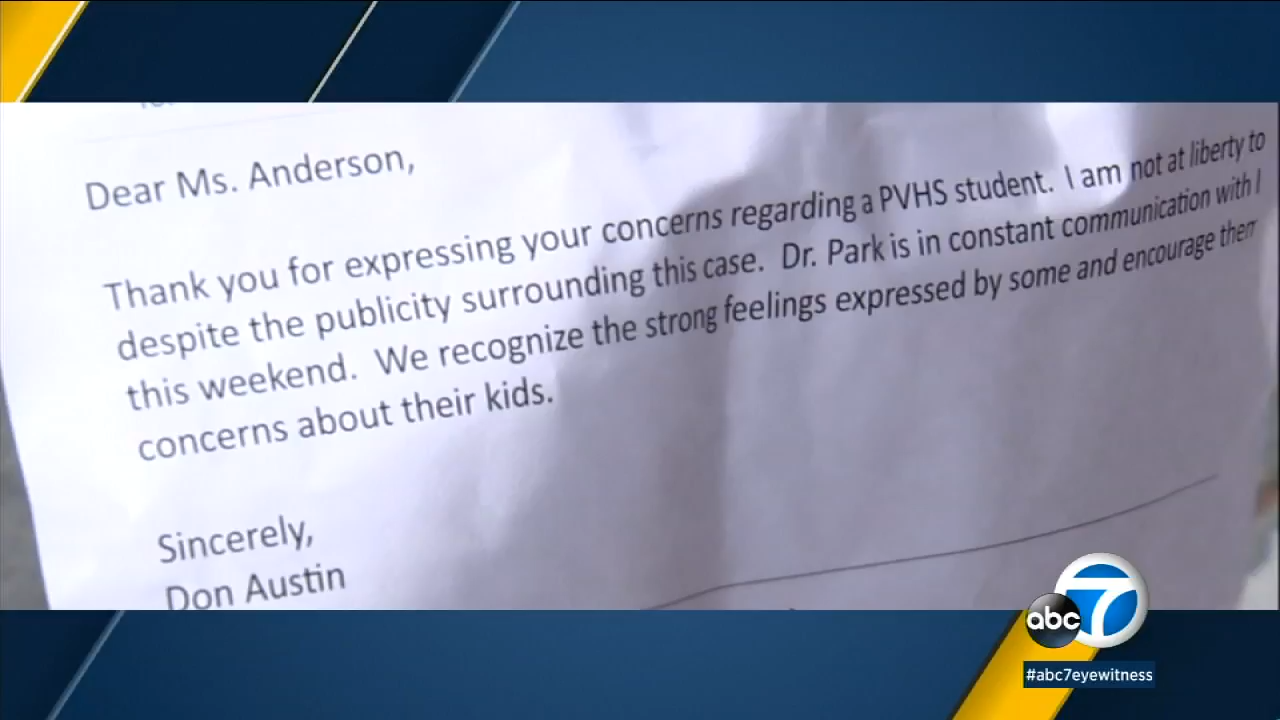 Dear Ms. Anderson,
Thank you for expressing your concerns regarding a PVHS student. I am not at liberty to
despite the publicity surrounding this case. Dr. Park is in constant communication with
this weekend. We recognize the strong feelings expressed by some and encourage
concerns about their kids.
Sincerely,
Don Austin
abc 7
#abc7eyewitness